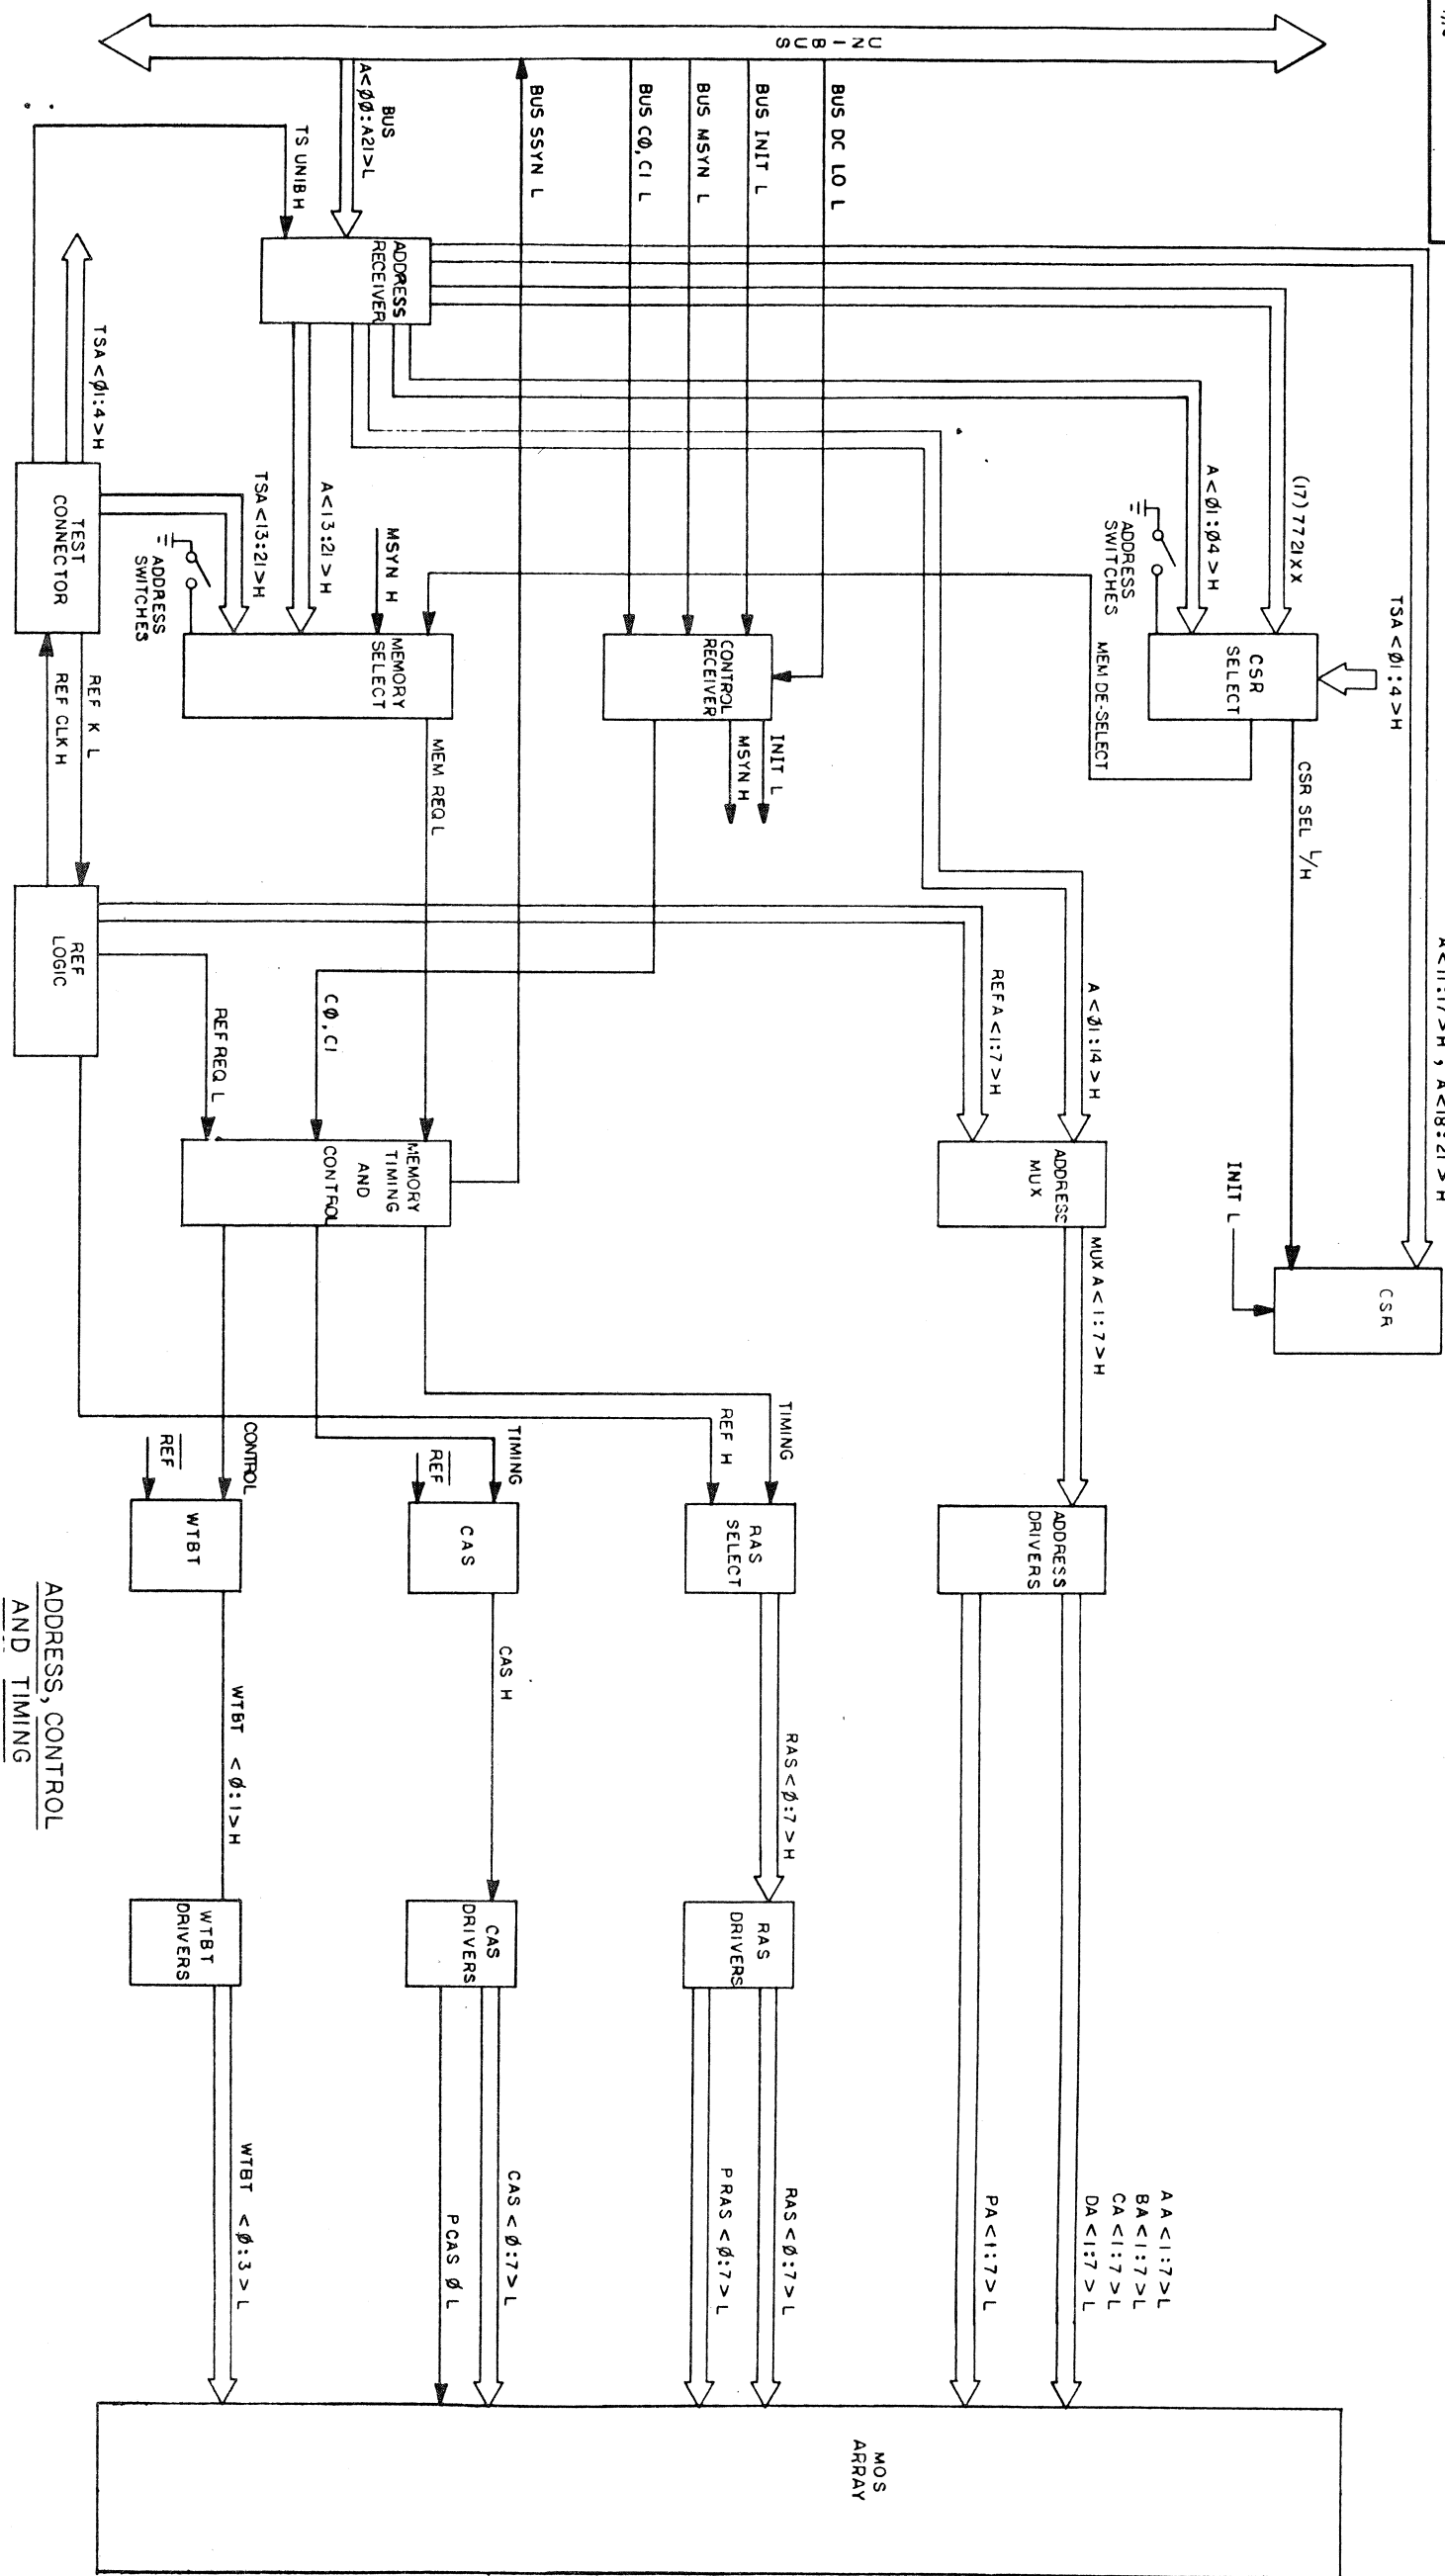 UNIBUS
BUS DC LO L
BUS INIT L
BUS MSYN L
BUS CØ, C1 L
BUS SSYN L
BUS
A<ØØ:A21>L
TS UNIB H
ADDRESS
RECEIVER
TSA<Ø1:4>H
TEST
CONNECTOR
A<11:17>H, A<18:21>H
TSA<Ø1:4>H
(17)7721XX
A<Ø1:Ø4>H
ADDRESS
SWITCHES
CSR
SELECT
MEM DE-SELECT
CSR SEL L/H
INIT L
CSR
CONTROL
RECEIVER
INIT L
MSYN H
MSYN H
A<13:21>H
TSA<13:21>H
ADDRESS
SWITCHES
MEMORY
SELECT
MEM REQ L
REF K L
REF CLK H
REF
LOGIC
REF REQ L
CØ, C1
A<Ø1:14>H
REFA<1:7>H
ADDRESS
MUX
MUX A<1:7>H
MEMORY
TIMING
AND
CONTROL
TIMING
REF H
TIMING
REF
CONTROL
REF
ADDRESS
DRIVERS
RAS
SELECT
CAS
WTBT
RAS<Ø:7>H
CAS H
WTBT <Ø:1>H
RAS
DRIVERS
CAS
DRIVERS
WTBT
DRIVERS
AA<1:7>L
BA<1:7>L
CA<1:7>L
DA<1:7>L
PA<1:7>L
RAS<Ø:7>L
PRAS<Ø:7>L
CAS<Ø:7>L
PCAS Ø L
WTBT <Ø:3>L
MOS
ARRAY
ADDRESS, CONTROL
AND TIMING